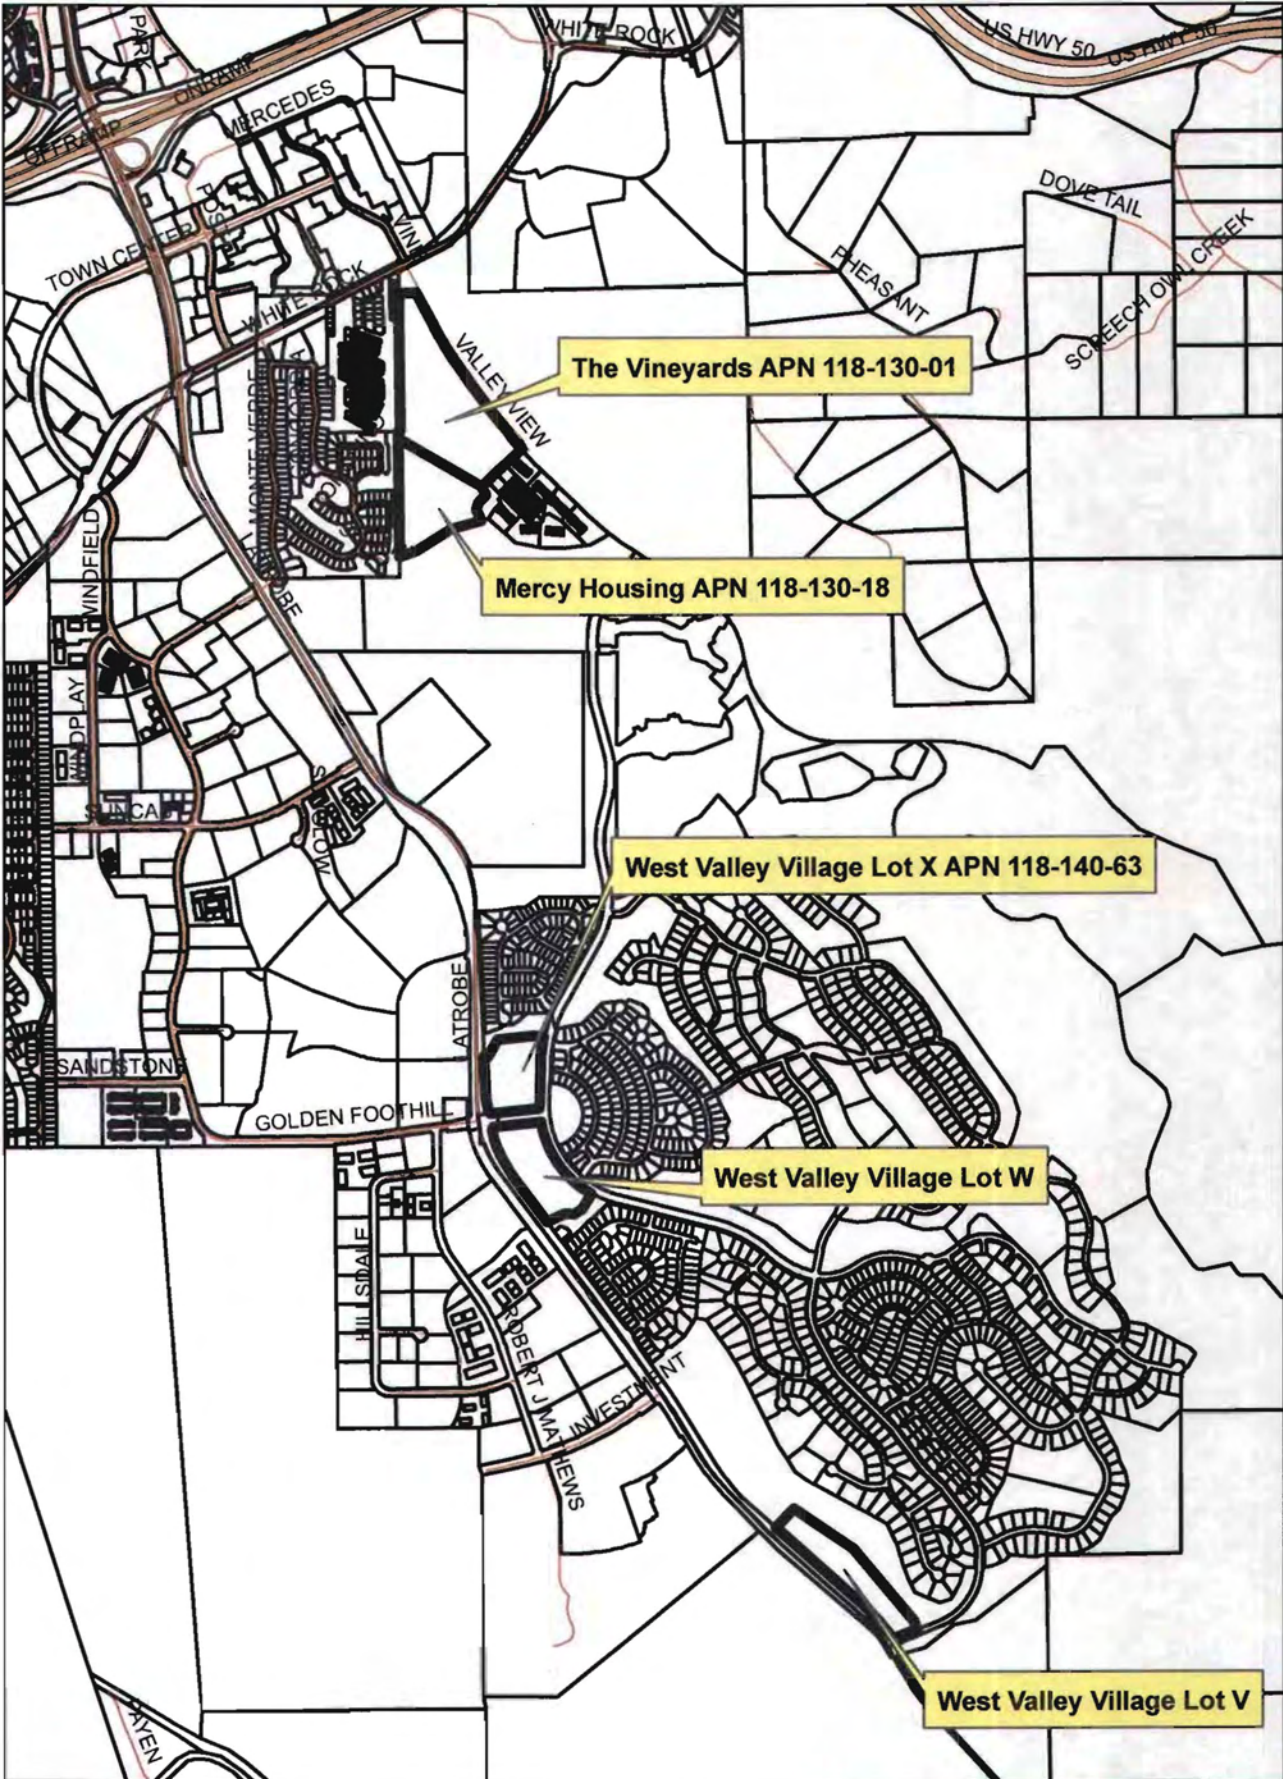 WHITE ROCK
US HWY 50
US HWY 50
PARK
ONRAMP
OFFRAMP
MERCEDES
POST
TOWN CENTER
VINE
WHITE ROCK
DOVE TAIL
PHEASANT
SCREECH OWL CREEK
VALLEY VIEW
The Vineyards APN 118-130-01
MONTE VERDE
WINDFIELD
Mercy Housing APN 118-130-18
WINDPLAY
SUNCAST
West Valley Village Lot X APN 118-140-63
LATROBE
SANDSTONE
GOLDEN FOOTHILL
West Valley Village Lot W
HILLSDALE
ROBERT J MATHEWS
INVESTMENT
West Valley Village Lot V
PAYEN